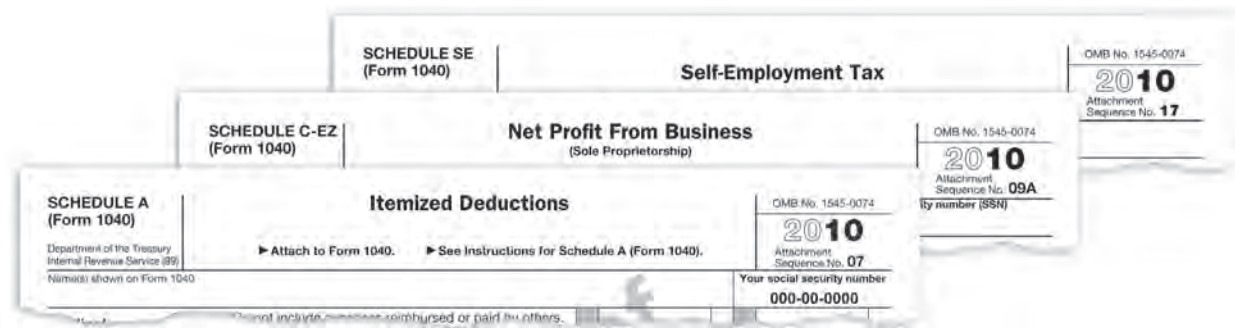 SCHEDULE SE
(Form 1040)
Self-Employment Tax
OMB No. 1545-0074
2010
Attachment
Sequence No. 17
SCHEDULE C-EZ
(Form 1040)
Net Profit From Business
(Sole Proprietorship)
OMB No. 1545-0074
2010
Attachment
Sequence No. 09A
ity number (SSN)
SCHEDULE A
(Form 1040)
Department of the Treasury
Internal Revenue Service (99)
Itemized Deductions
►Attach to Form 1040. ►See Instructions for Schedule A (Form 1040).
OMB No. 1545-0074
2010
Attachment
Sequence No. 07
Name(s) shown on Form 1040
Your social security number
000-00-0000
not include expenses reimbursed or paid by others.